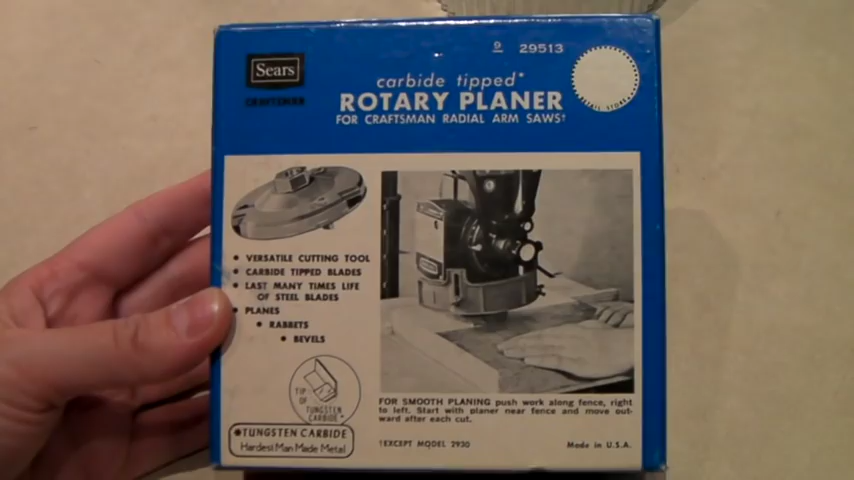 9 29513
Sears
CRAFTSMAN
carbide tipped*
ROTARY PLANER
FOR CRAFTSMAN RADIAL ARM SAWS†
• VERSATILE CUTTING TOOL
• CARBIDE TIPPED BLADES
• LAST MANY TIMES LIFE
OF STEEL BLADES
• PLANES
• RABBETS
• BEVELS
TIP
OF
TUNGSTEN
CARBIDE*
*TUNGSTEN CARBIDE
Hardest Man Made Metal
FOR SMOOTH PLANING push work along fence, right
to left. Start with planer near fence and move out-
ward after each cut.
†EXCEPT MODEL 2930
Made in U.S.A.